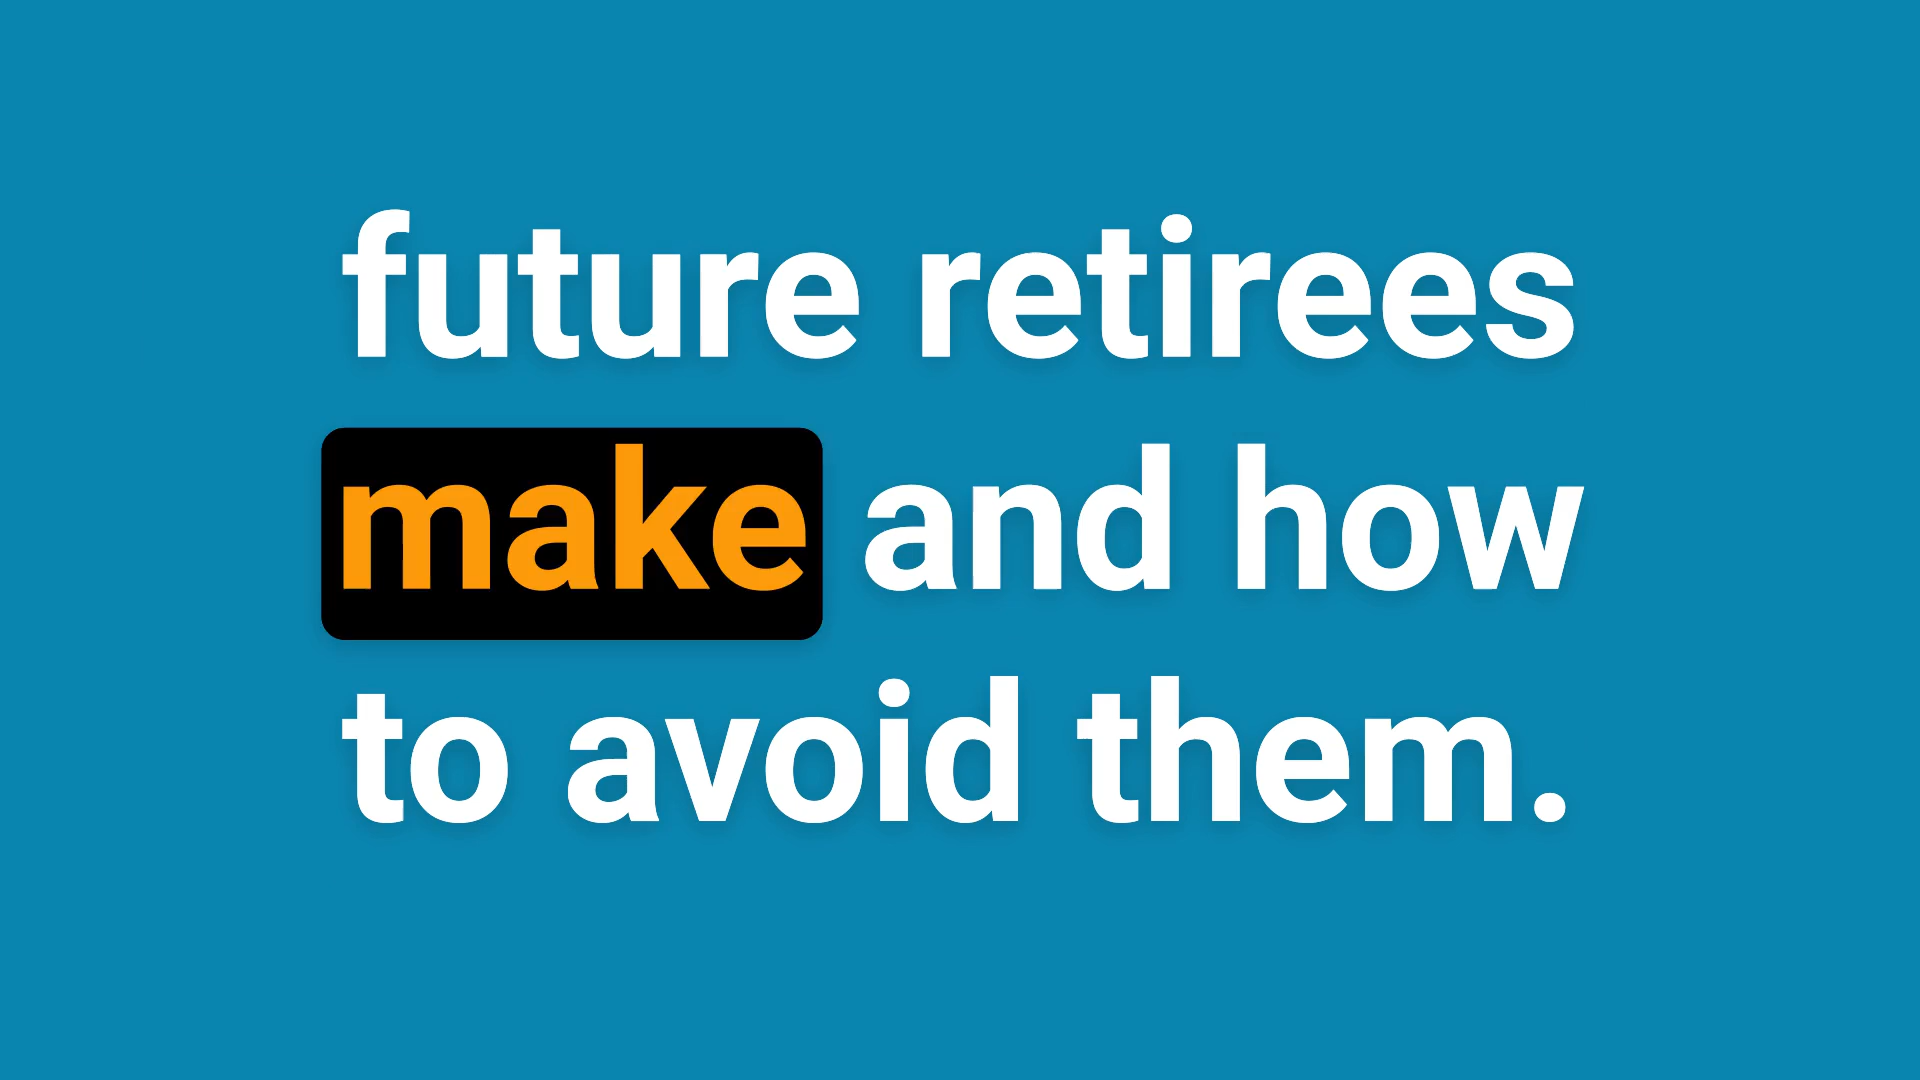 future retirees
make and how
to avoid them.